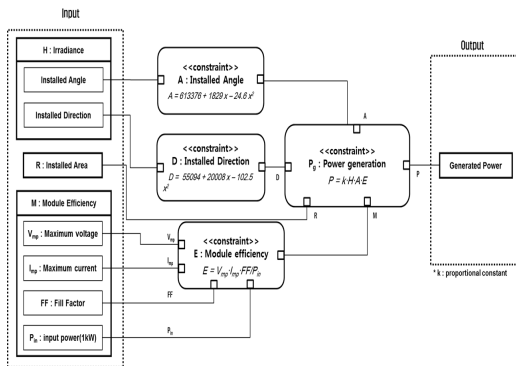 Input
H : Irradiance
Installed Angle
Installed Direction
R : Installed Area
M : Module Efficiency
Vmp : Maximum voltage
Imp : Maximum current
FF : Fill Factor
Pin : input power(1kW)
<<constraint>>
A : Installed Angle
A = 613376 + 1829 x – 24.6 x²
<<constraint>>
D : Installed Direction
D = 55094 + 20008 x – 102.5
x²
<<constraint>>
E : Module efficiency
E = Vmp·Imp·FF/Pin
Vmp
Imp
FF
Pin
<<constraint>>
Pg : Power generation
P = k·H·A·E
A
D
R
M
P
Output
Generated Power
* k : proportional constant